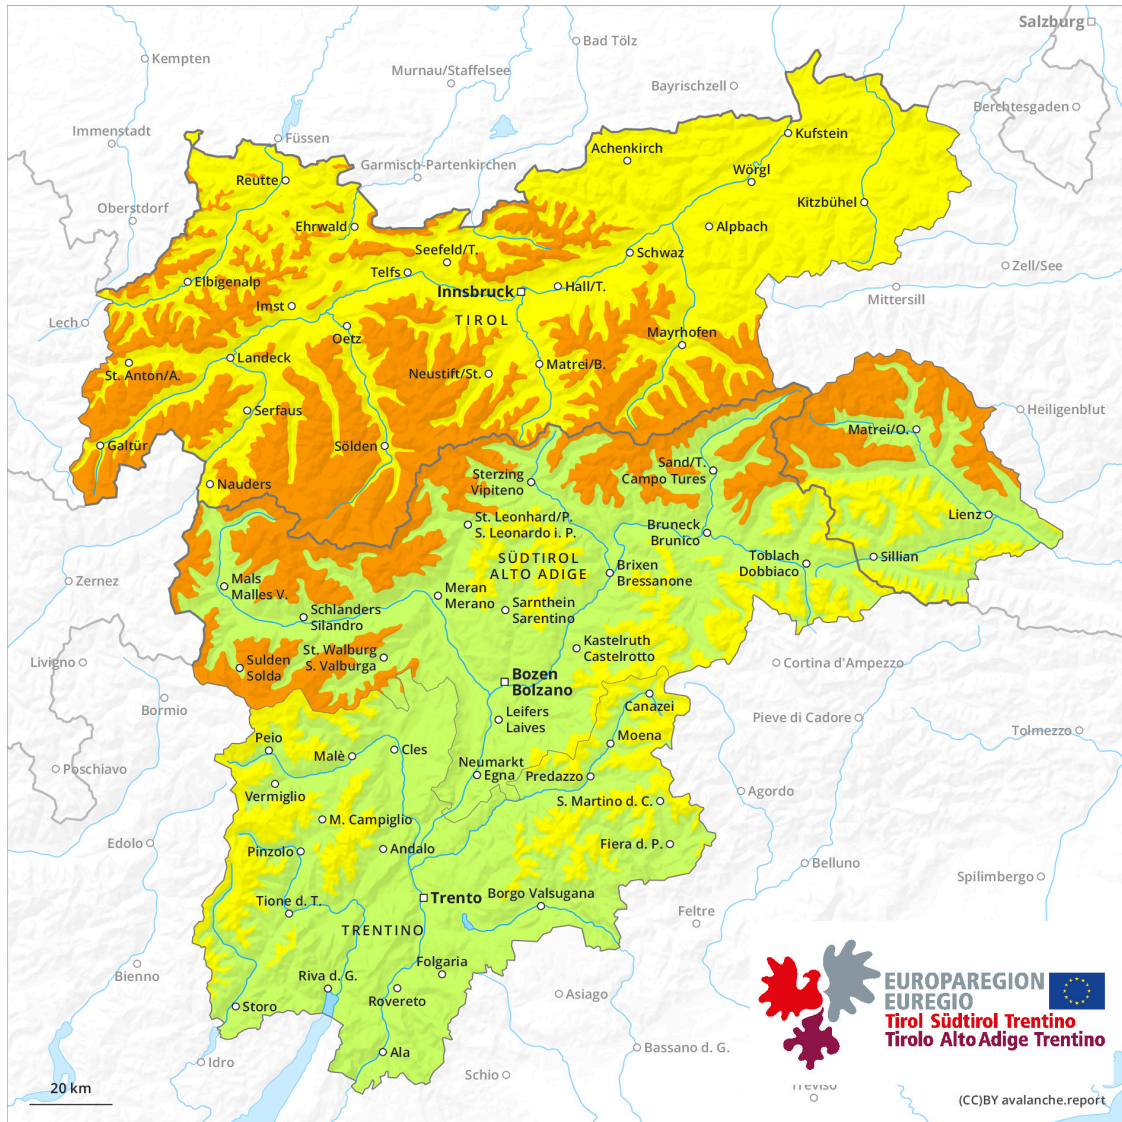 Salzburg
Bad Tölz
Kempten
Murnau/Staffelsee
Bayrischzell
Berchtesgaden
Immenstadt
Füssen
Kufstein
Achenkirch
Garmisch-Partenkirchen
Wörgl
Reutte
Kitzbühel
Oberstdorf
Ehrwald
Alpbach
Seefeld/T.
Schwaz
Zell/See
Telfs
Elbigenalp
Innsbruck
Hall/T.
Mittersill
Imst
TIROL
Lech
Oetz
Mayrhofen
Landeck
Matrei/B.
St. Anton/A.
Neustift/St.
Serfaus
Heiligenblut
Matrei/O.
Galtür
Sölden
Sand/T.
Campo Tures
Sterzing
Vipiteno
Nauders
Lienz
St. Leonhard/P.
S. Leonardo i. P.
Bruneck
Brunico
SÜDTIROL
ALTO ADIGE
Toblach
Dobbiaco
Sillian
Zernez
Mals
Malles V.
Brixen
Bressanone
Meran
Merano
Sarnthein
Sarentino
Schlanders
Silandro
Kastelruth
Castelrotto
St. Walburg
S. Valburga
Livigno
Sulden
Solda
Cortina d'Ampezzo
Bozen
Bolzano
Bormio
Canazei
Leifers
Laives
Pieve di Cadore
Tolmezzo
Peio
Moena
Malè
Cles
Neumarkt
Egna
Predazzo
Poschiavo
Vermiglio
Agordo
S. Martino d. C.
M. Campiglio
Edolo
Pinzolo
Andalo
Fiera d. P.
Belluno
Spilimbergo
Trento
Borgo Valsugana
Tione d. T.
Feltre
TRENTINO
Folgaria
Bienno
Riva d. G.
Rovereto
Asiago
Storo
EUROPAREGION
EUREGIO
Tirol Südtirol Trentino
Tirolo Alto Adige Trentino
Ala
Bassano d. G.
Idro
Schio
Treviso
20 km
(CC)BY avalanche.report